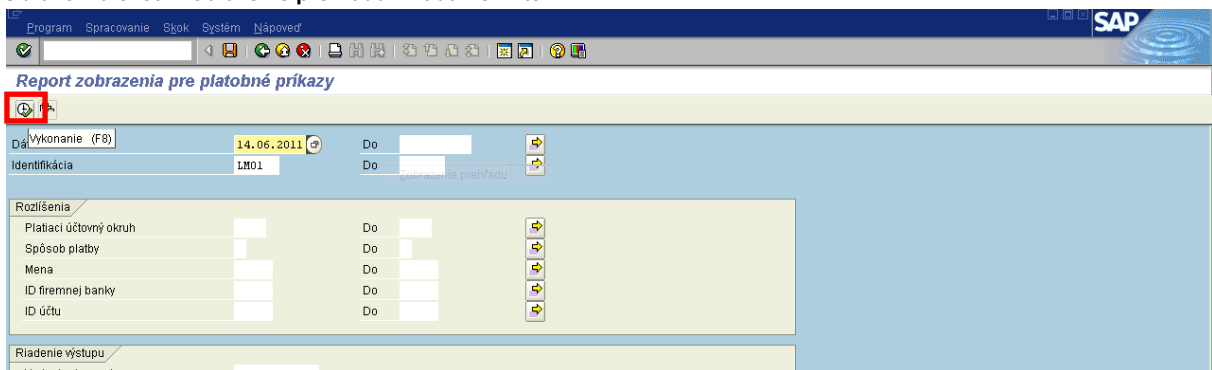 Program Spracovanie Skok Systém Nápoveď
SAP
Report zobrazenia pre platobné príkazy
Vykonanie (F8)
Dá 14.06.2011 Do
Identifikácia LM01 Do
Zobrazenie prehľadu
Rozlíšenia
Platiaci účtovný okruh Do
Spôsob platby Do
Mena Do
ID firemnej banky Do
ID účtu Do
Riadenie výstupu